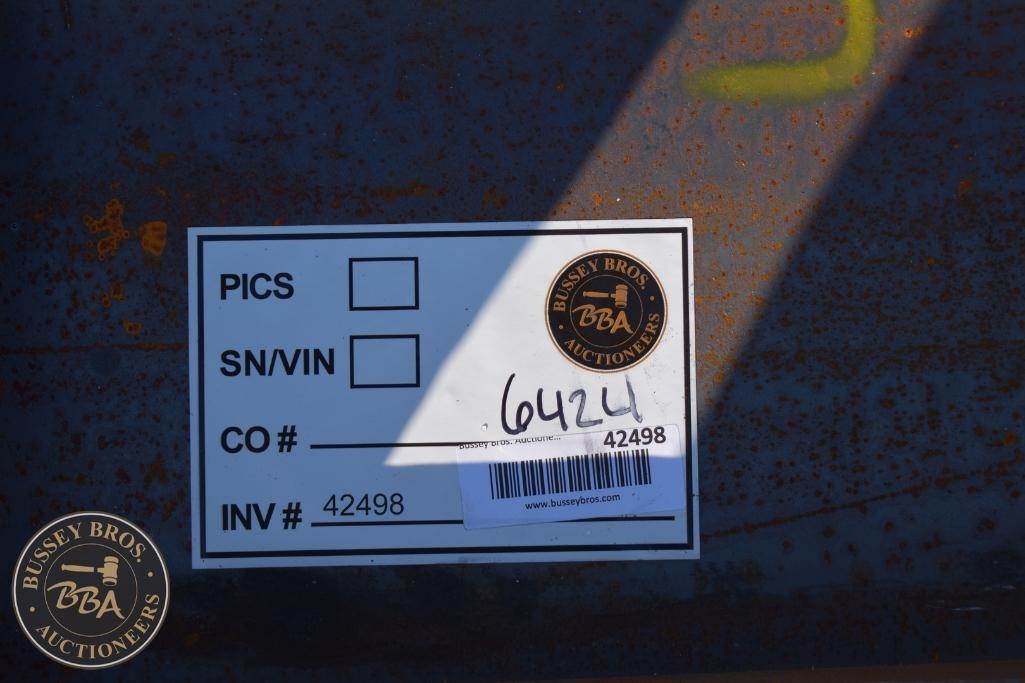 PICS
BUSSEY BROS.
BBA
AUCTIONEERS
SN/VIN
6424
CO #
Bussey Bros. Auctione...
42498
INV # 42498
www.busseybros.com
BUSSEY BROS.
BBA
AUCTIONEERS